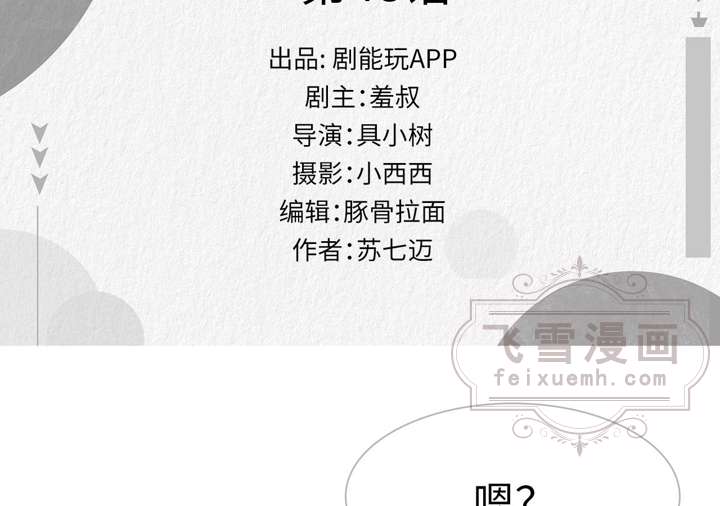 出品: 剧能玩APP
剧主：羞叔
导演：具小树
摄影：小西西
编辑：豚骨拉面
作者：苏七迈
飞雪漫画
feixuemh.com
嗯？